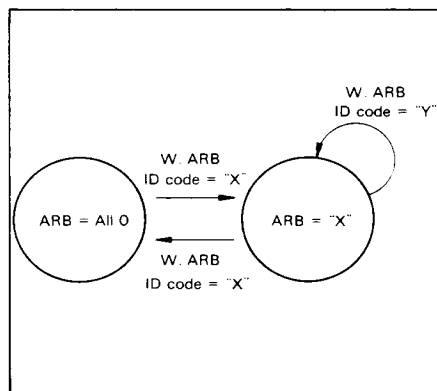 W. ARB
ID code = "Y"
W. ARB
ID code = "X"
ARB = All 0
ARB = "X"
W. ARB
ID code = "X"